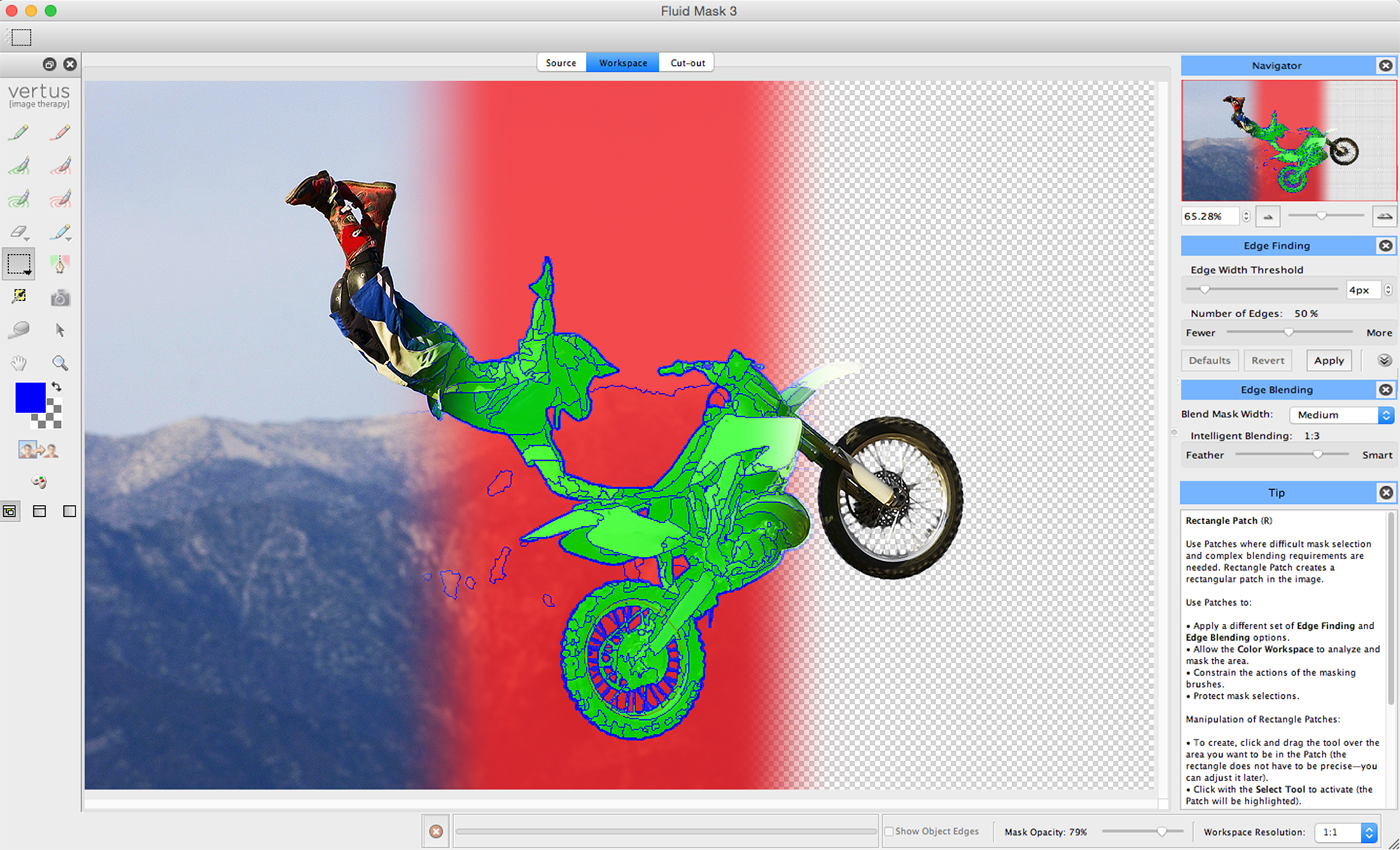 Fluid Mask 3
vertus
[image therapy]
Source
Workspace
Cut-out
Navigator
65.28%
Edge Finding
Edge Width Threshold
4px
Number of Edges: 50 %
Fewer
More
Defaults
Revert
Apply
Edge Blending
Blend Mask Width:
Medium
Intelligent Blending: 1:3
Feather
Smart
Tip
Rectangle Patch (R)
Use Patches where difficult mask selection
and complex blending requirements are
needed. Rectangle Patch creates a
rectangular patch in the image.
Use Patches to:
• Apply a different set of Edge Finding and
Edge Blending options.
• Allow the Color Workspace to analyze and
mask the area.
• Constrain the actions of the masking
brushes.
• Protect mask selections.
Manipulation of Rectangle Patches:
• To create, click and drag the tool over the
area you want to be in the Patch (the
rectangle does not have to be precise—you
can adjust it later).
• Click with the Select Tool to activate (the
Patch will be highlighted).
Show Object Edges
Mask Opacity: 79%
Workspace Resolution:
1:1